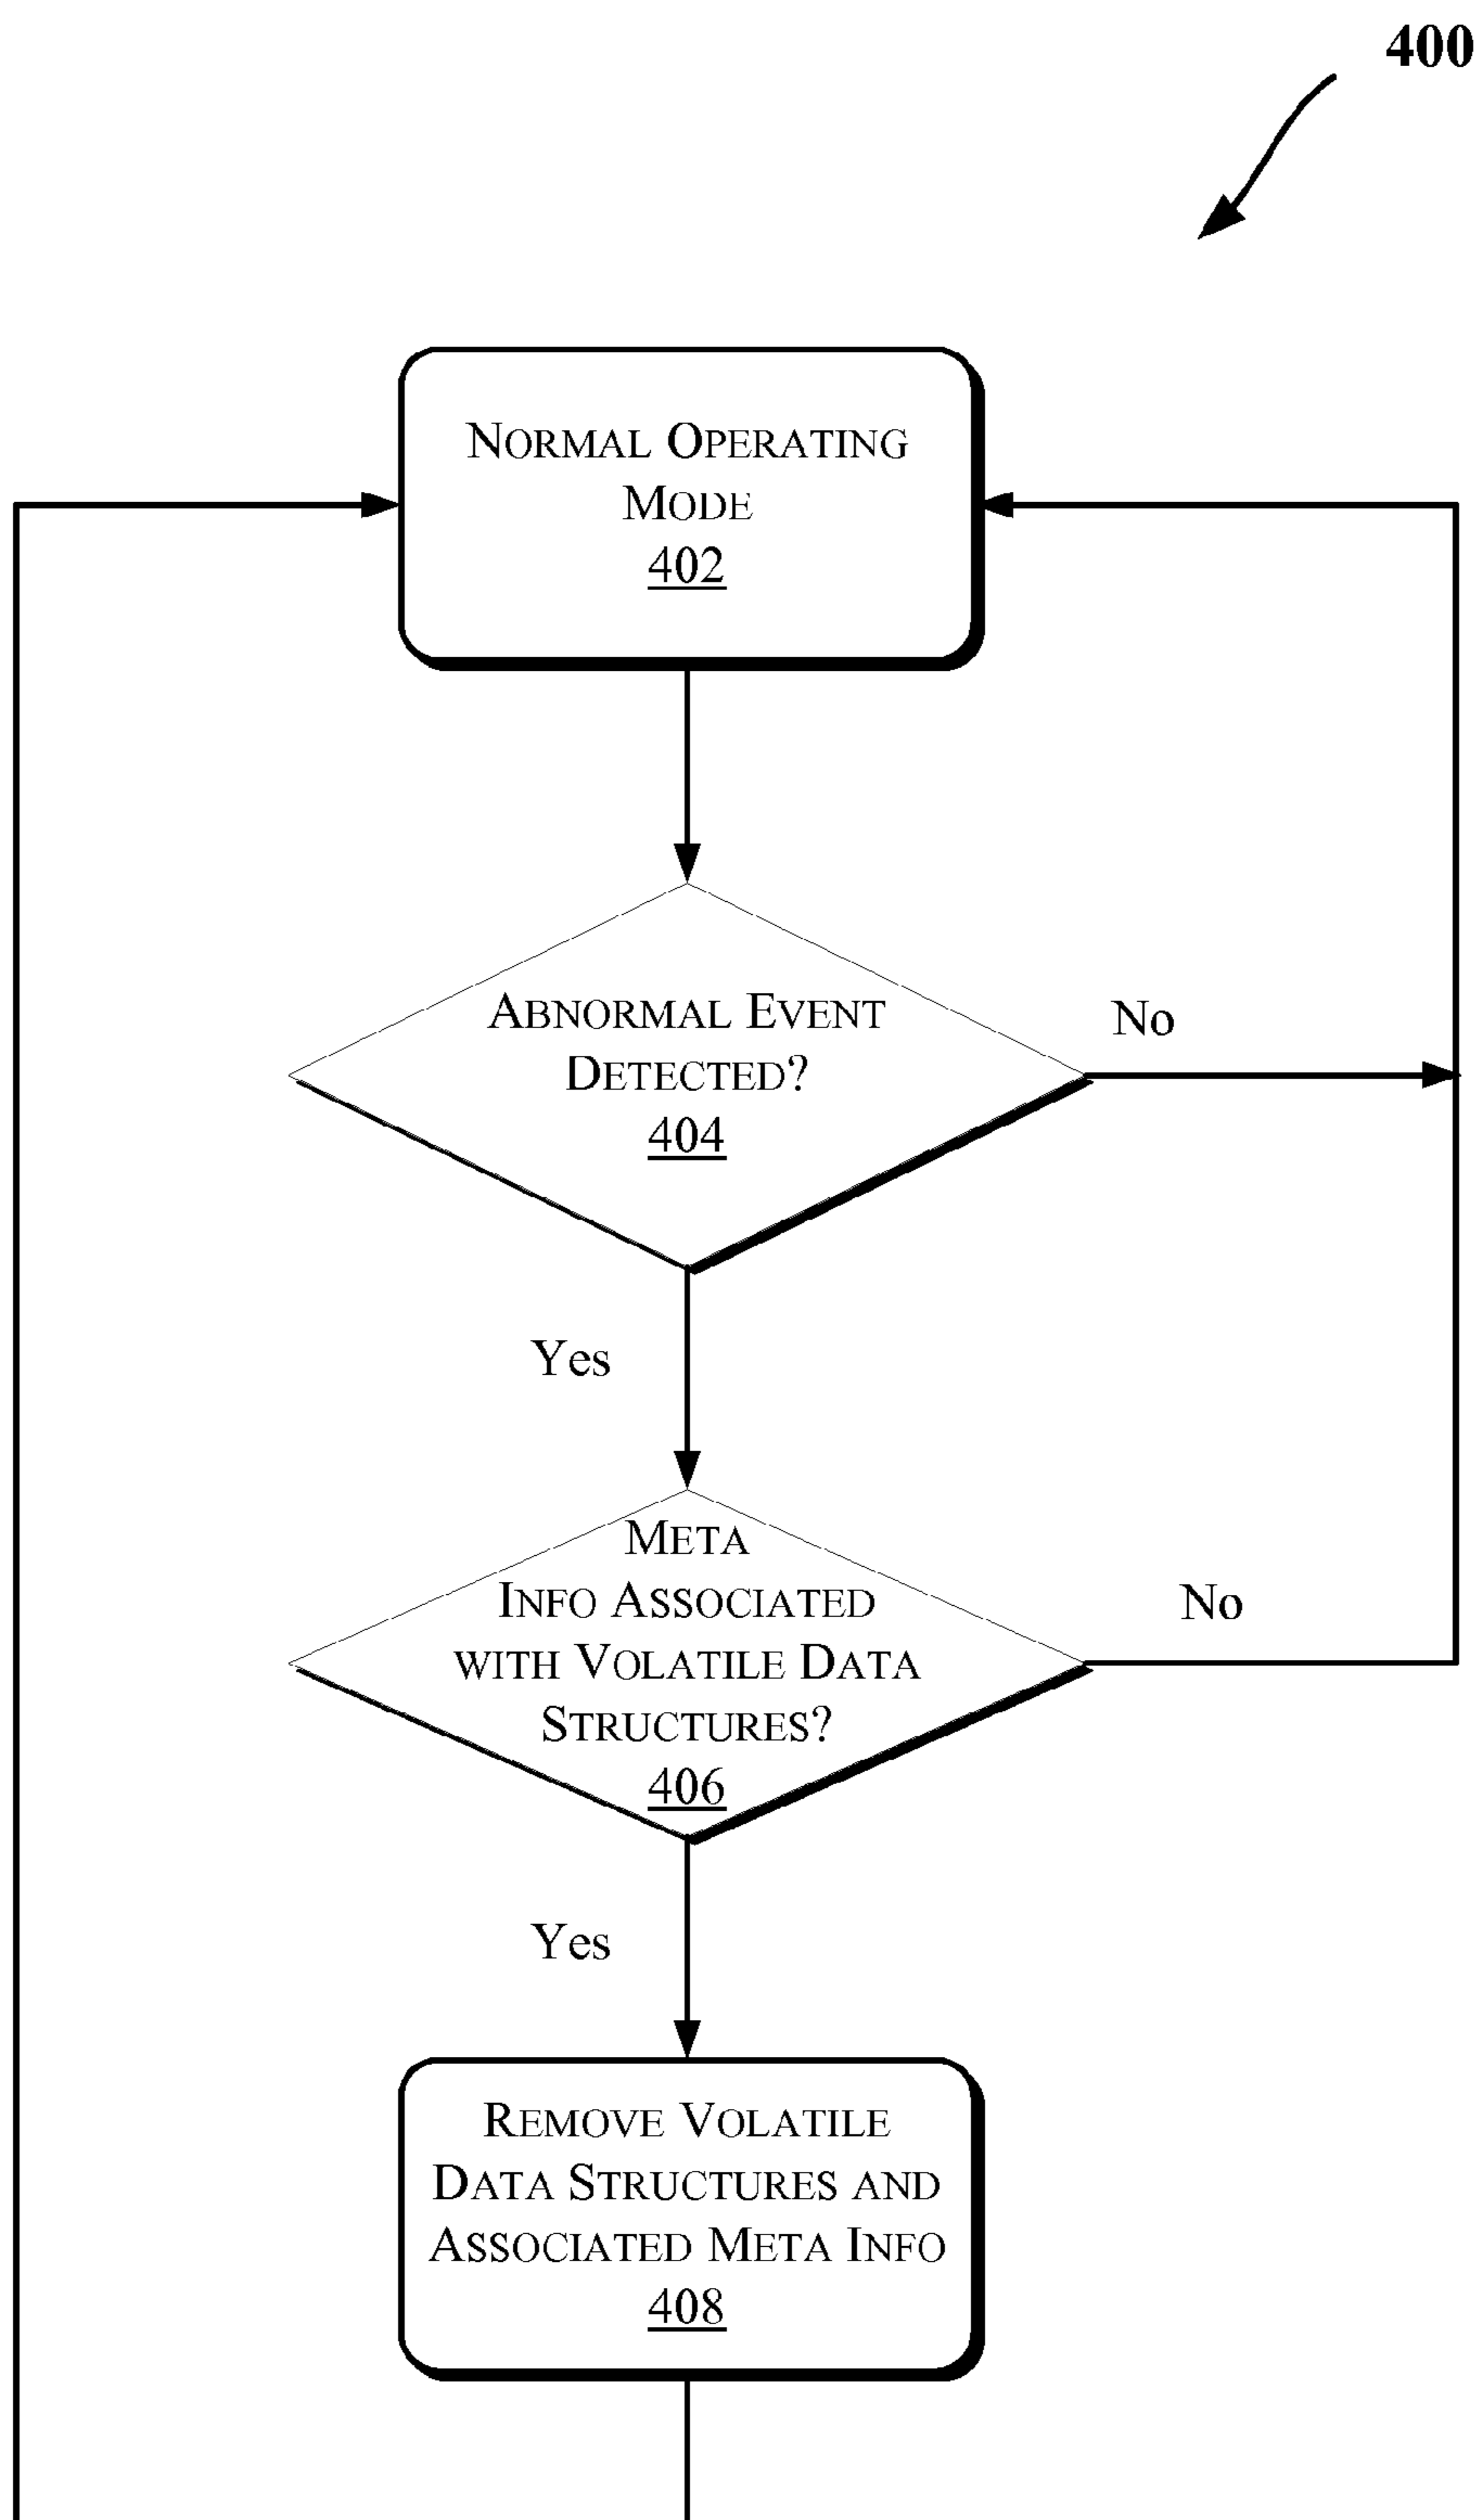 400
Normal Operating
Mode
402
Abnormal Event
Detected?
404
No
Yes
Meta
Info Associated
with Volatile Data
Structures?
406
No
Yes
Remove Volatile
Data Structures and
Associated Meta Info
408